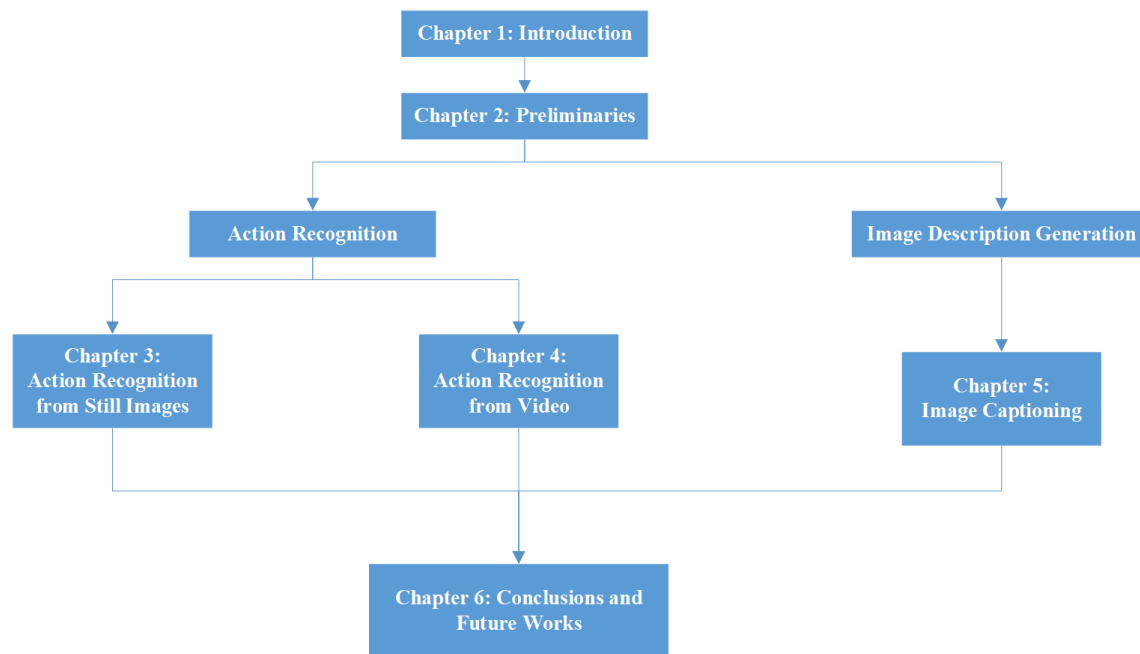 Chapter 1: Introduction
Chapter 2: Preliminaries
Action Recognition
Image Description Generation
Chapter 3:
Action Recognition
from Still Images
Chapter 4:
Action Recognition
from Video
Chapter 5:
Image Captioning
Chapter 6: Conclusions and
Future Works